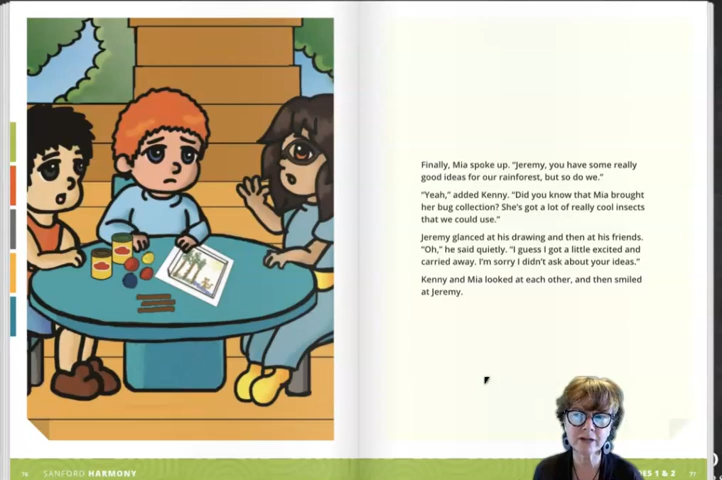 Finally, Mia spoke up. “Jeremy, you have some really
good ideas for our rainforest, but so do we.”
“Yeah,” added Kenny. “Did you know that Mia brought
her bug collection? She’s got a lot of really cool insects
that we could use.”
Jeremy glanced at his drawing and then at his friends.
“Oh,” he said quietly. “I guess I got a little excited and
carried away. I’m sorry I didn’t ask about your ideas.”
Kenny and Mia looked at each other, and then smiled
at Jeremy.
76 SANFORD HARMONY
1 & 2 77